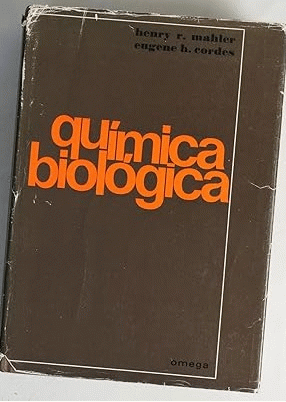 henry r. mahler
eugene h. cordes
química
biológica
omega